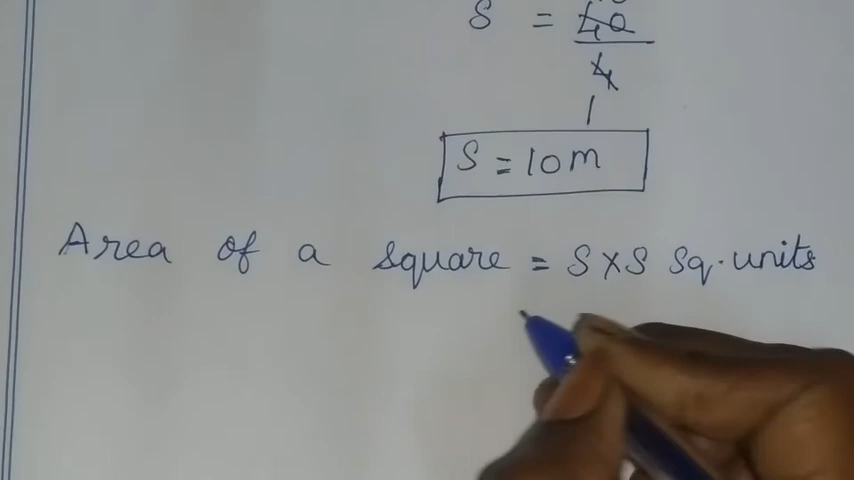 S = 40
4
1
S = 10m
Area of a square = S x S Sq. units